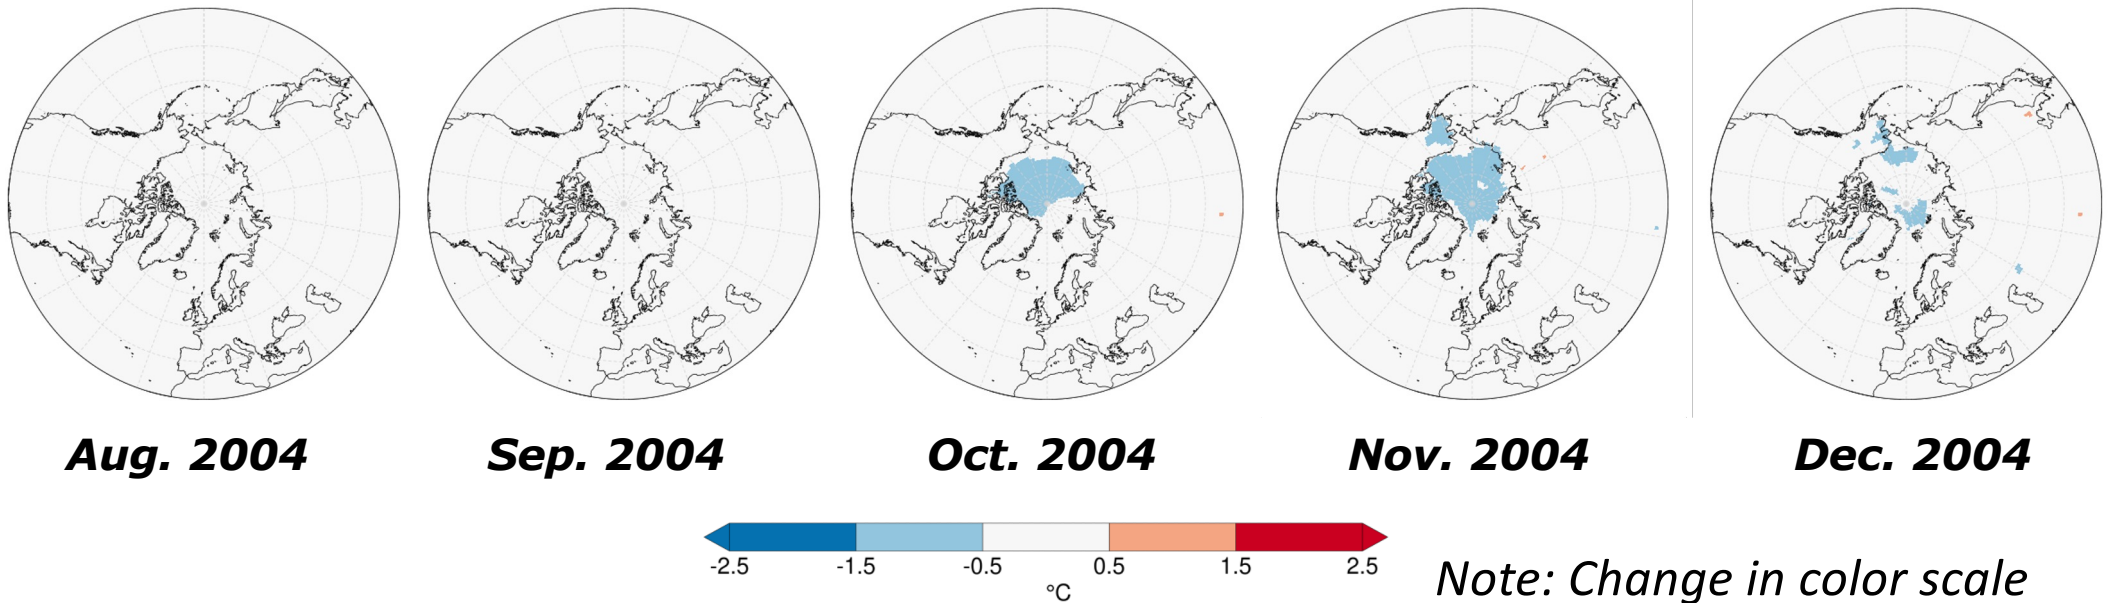 Aug. 2004 Sep. 2004 Oct. 2004 Nov. 2004 Dec. 2004
-2.5 -1.5 -0.5 0.5 1.5 2.5
°C
Note: Change in color scale